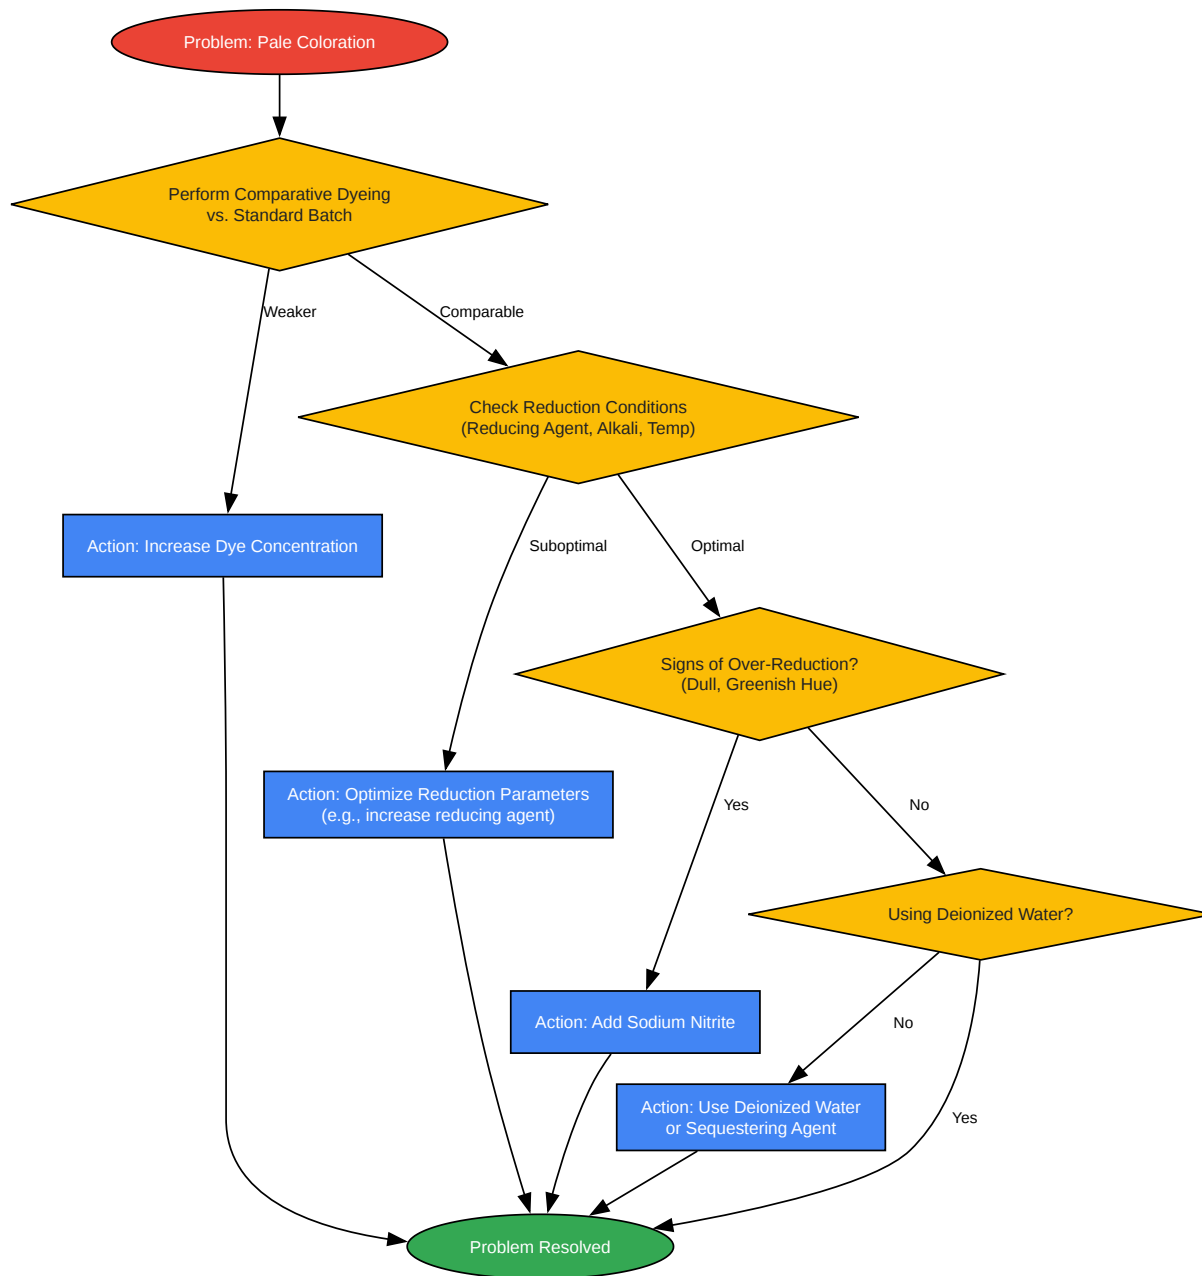 Problem: Pale Coloration
Perform Comparative Dyeing
vs. Standard Batch
Weaker
Comparable
Check Reduction Conditions
(Reducing Agent, Alkali, Temp)
Action: Increase Dye Concentration
Suboptimal
Optimal
Signs of Over-Reduction?
(Dull, Greenish Hue)
Action: Optimize Reduction Parameters
(e.g., increase reducing agent)
Yes
No
Using Deionized Water?
Action: Add Sodium Nitrite
No
Action: Use Deionized Water
or Sequestering Agent
Yes
Problem Resolved